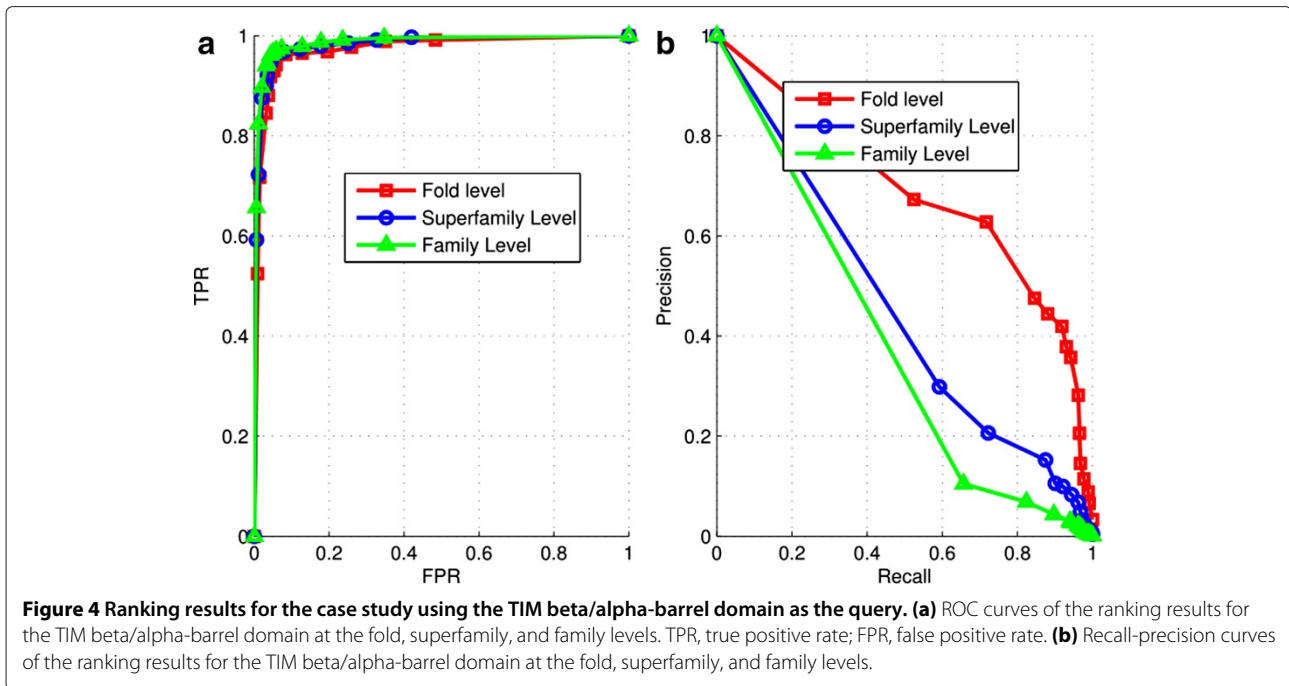 a
1
0.8
0.6
0.4
0.2
0
TPR
0
0.2
0.4
0.6
0.8
1
FPR
Fold level
Superfamily Level
Family Level
b
1
0.8
0.6
0.4
0.2
0
Precision
0
0.2
0.4
0.6
0.8
1
Recall
Fold level
Superfamily Level
Family Level
Figure 4 Ranking results for the case study using the TIM beta/alpha-barrel domain as the query. (a) ROC curves of the ranking results for
the TIM beta/alpha-barrel domain at the fold, superfamily, and family levels. TPR, true positive rate; FPR, false positive rate. (b) Recall-precision curves
of the ranking results for the TIM beta/alpha-barrel domain at the fold, superfamily, and family levels.